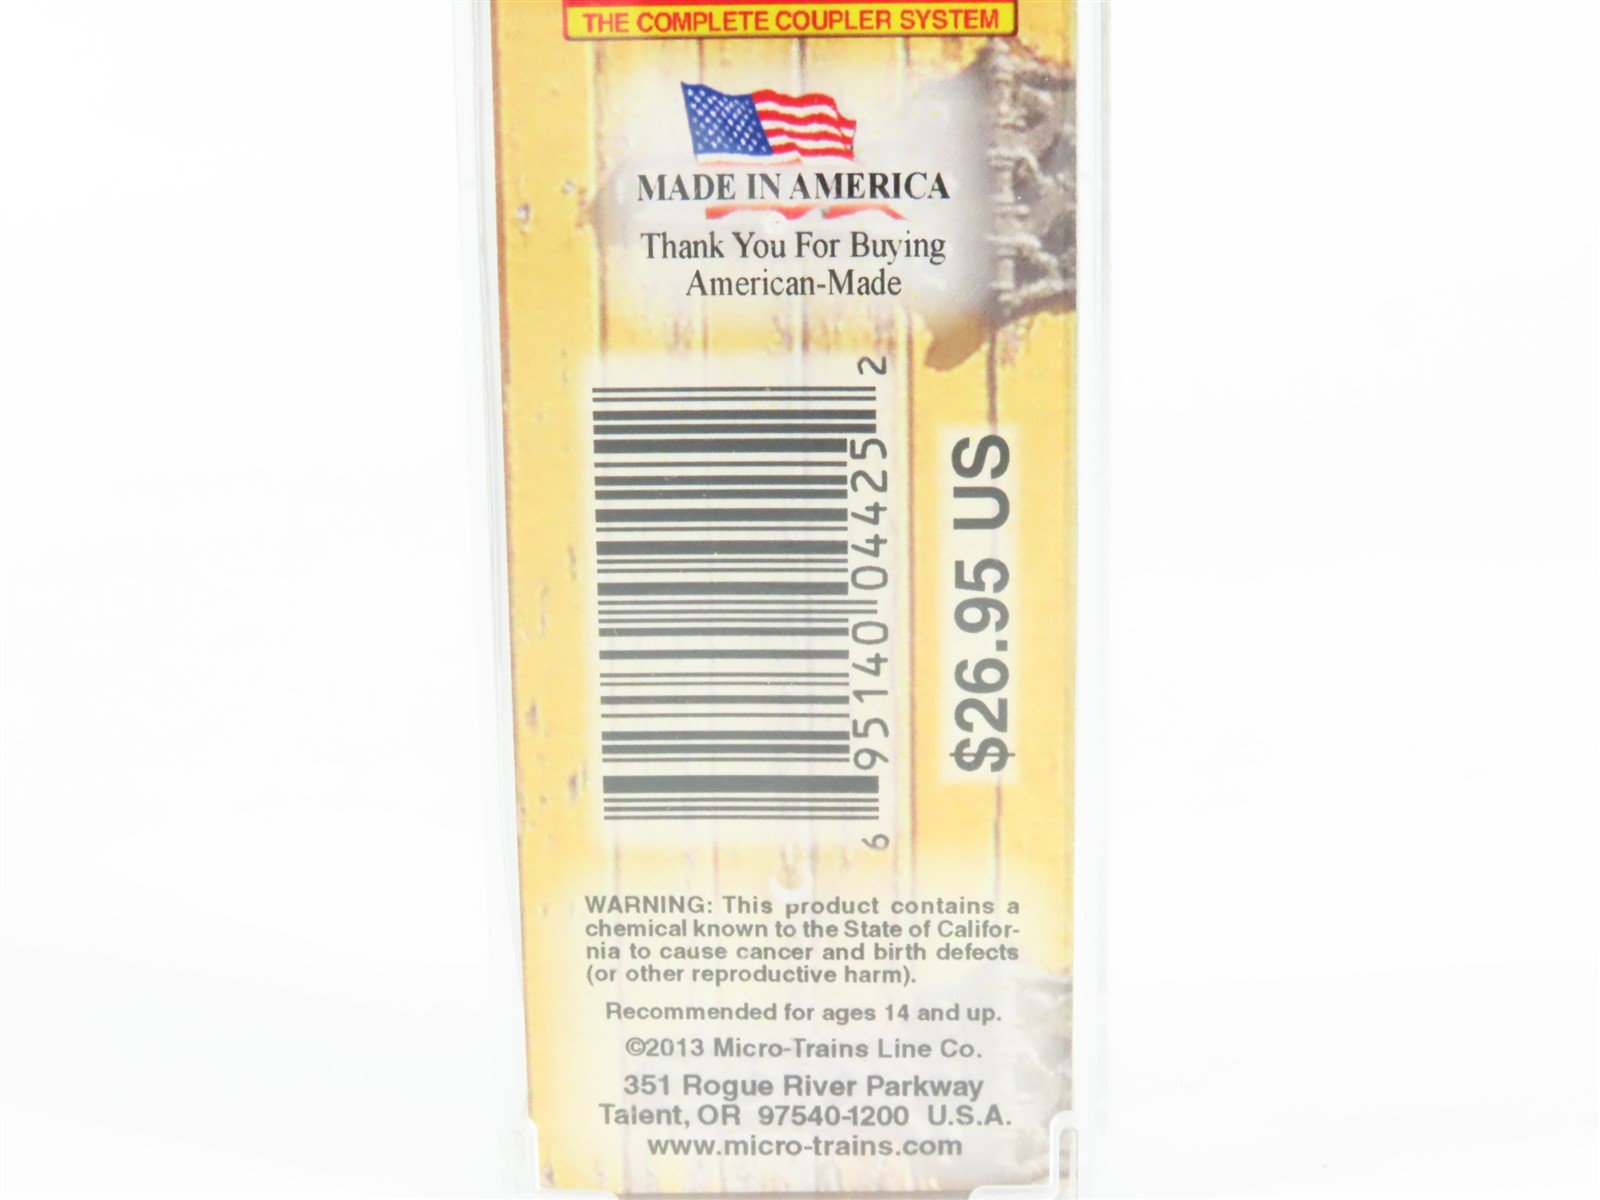 THE COMPLETE COUPLER SYSTEM
MADE IN AMERICA
Thank You For Buying
American-Made
6 95140 04425 2
$26.95 US
WARNING: This product contains a
chemical known to the State of Califor-
nia to cause cancer and birth defects
(or other reproductive harm).
Recommended for ages 14 and up.
©2013 Micro-Trains Line Co.
351 Rogue River Parkway
Talent, OR 97540-1200 U.S.A.
www.micro-trains.com